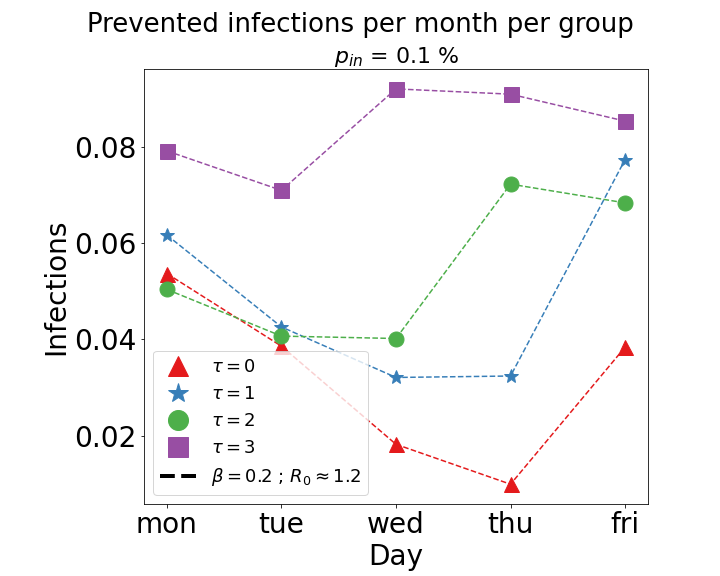 Prevented infections per month per group
p_in = 0.1 %
0.08
0.06
0.04
0.02
Infections
τ = 0
τ = 1
τ = 2
τ = 3
β = 0.2 ; R₀ ≈ 1.2
mon tue wed thu fri
Day